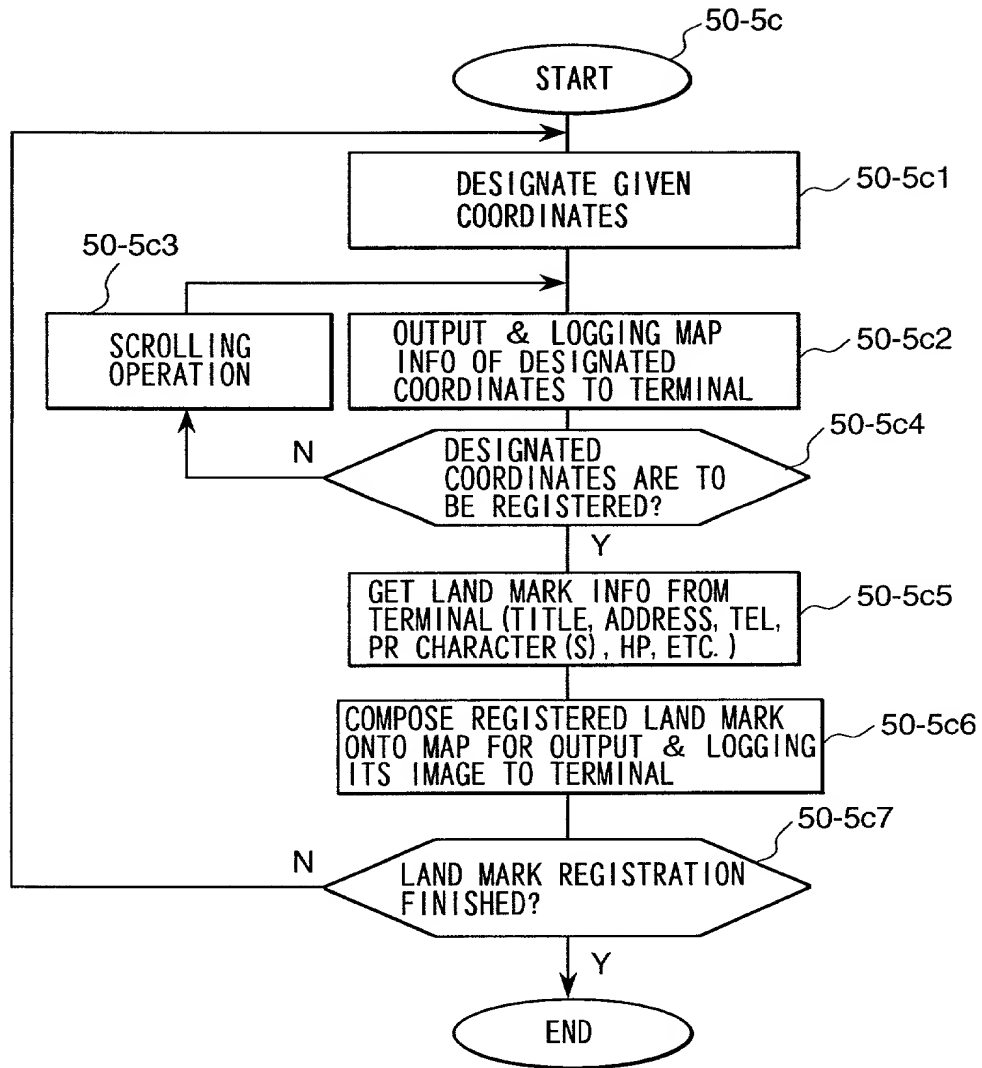 50-5c
START
DESIGNATE GIVEN
COORDINATES
50-5c1
50-5c3
SCROLLING
OPERATION
OUTPUT & LOGGING MAP
INFO OF DESIGNATED
COORDINATES TO TERMINAL
50-5c2
DESIGNATED
COORDINATES ARE TO
BE REGISTERED?
50-5c4
N
Y
GET LAND MARK INFO FROM
TERMINAL (TITLE, ADDRESS, TEL,
PR CHARACTER (S), HP, ETC.)
50-5c5
COMPOSE REGISTERED LAND MARK
ONTO MAP FOR OUTPUT & LOGGING
ITS IMAGE TO TERMINAL
50-5c6
50-5c7
N
LAND MARK REGISTRATION
FINISHED?
Y
END